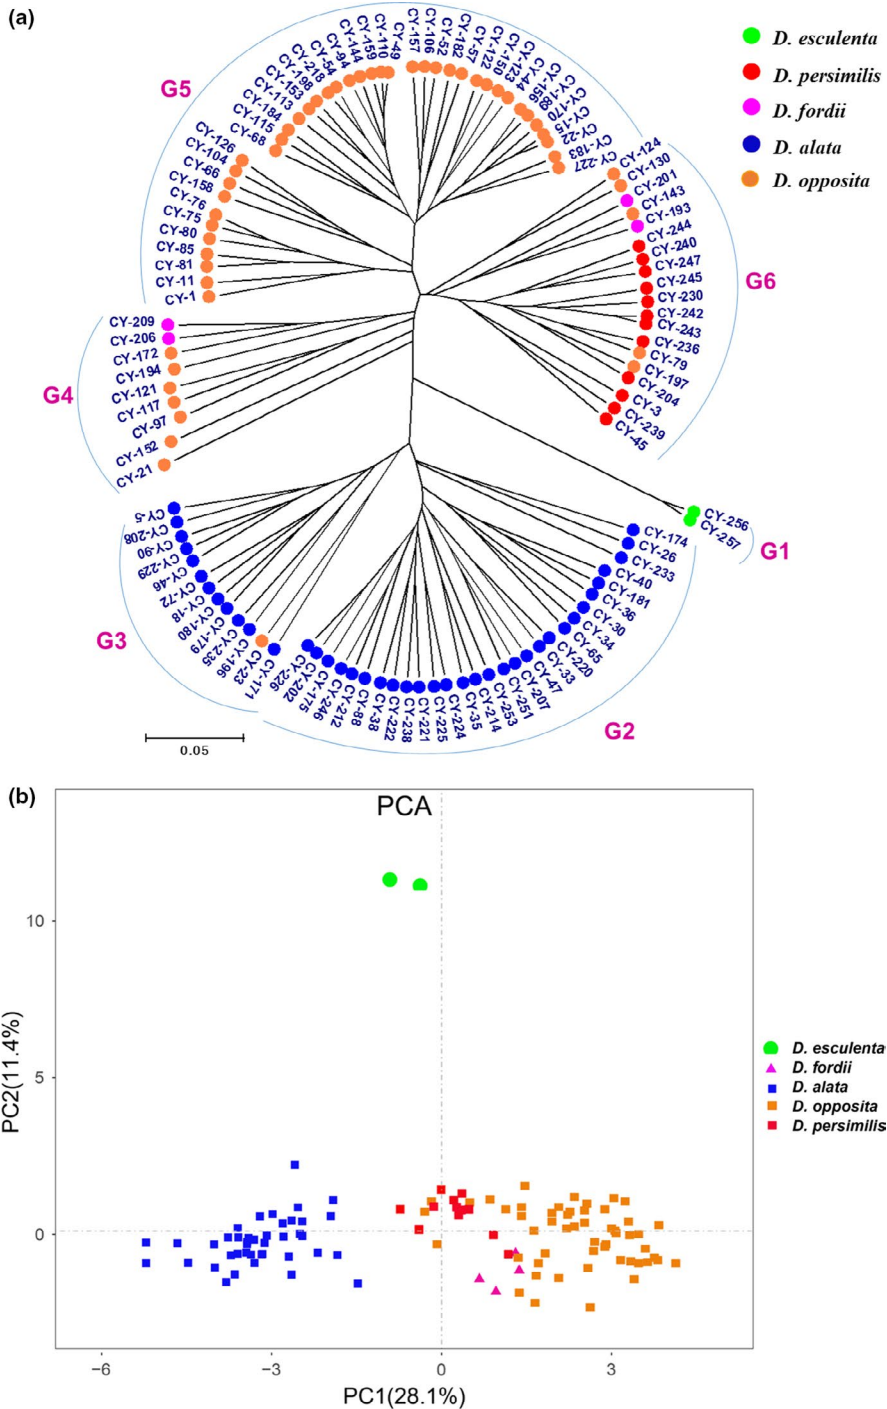 (a)
D. esculenta
D. persimilis
D. fordii
D. alata
D. opposita
G5
CY-1
CY-11
CY-81
CY-85
CY-80
CY-75
CY-76
CY-158
CY-66
CY-104
CY-126
CY-68
CY-115
CY-184
CY-113
CY-153
CY-198
CY-218
CY-54
CY-94
CY-144
CY-159
CY-110
CY-49
CY-157
CY-106
CY-52
CY-182
CY-57
CY-122
CY-150
CY-123
CY-44
CY-156
CY-189
CY-170
CY-15
CY-22
CY-183
CY-227
G6
CY-124
CY-130
CY-201
CY-143
CY-193
CY-244
CY-240
CY-247
CY-245
CY-230
CY-242
CY-243
CY-236
CY-79
CY-197
CY-204
CY-3
CY-239
CY-45
G1
CY-256
CY-257
G2
CY-174
CY-26
CY-233
CY-40
CY-181
CY-36
CY-30
CY-34
CY-65
CY-220
CY-33
CY-47
CY-207
CY-251
CY-253
CY-214
CY-35
CY-224
CY-225
CY-221
CY-238
CY-222
CY-38
CY-88
CY-212
CY-246
CY-175
CY-202
CY-226
G3
CY-171
CY-23
CY-196
CY-235
CY-179
CY-180
CY-18
CY-72
CY-46
CY-229
CY-90
CY-208
CY-5
G4
CY-21
CY-152
CY-97
CY-117
CY-121
CY-194
CY-172
CY-206
CY-209
0.05
(b)
PCA
10
5
0
PC2(11.4%)
−6
−3
0
3
PC1(28.1%)
D. esculenta
D. fordii
D. alata
D. opposita
D. persimilis